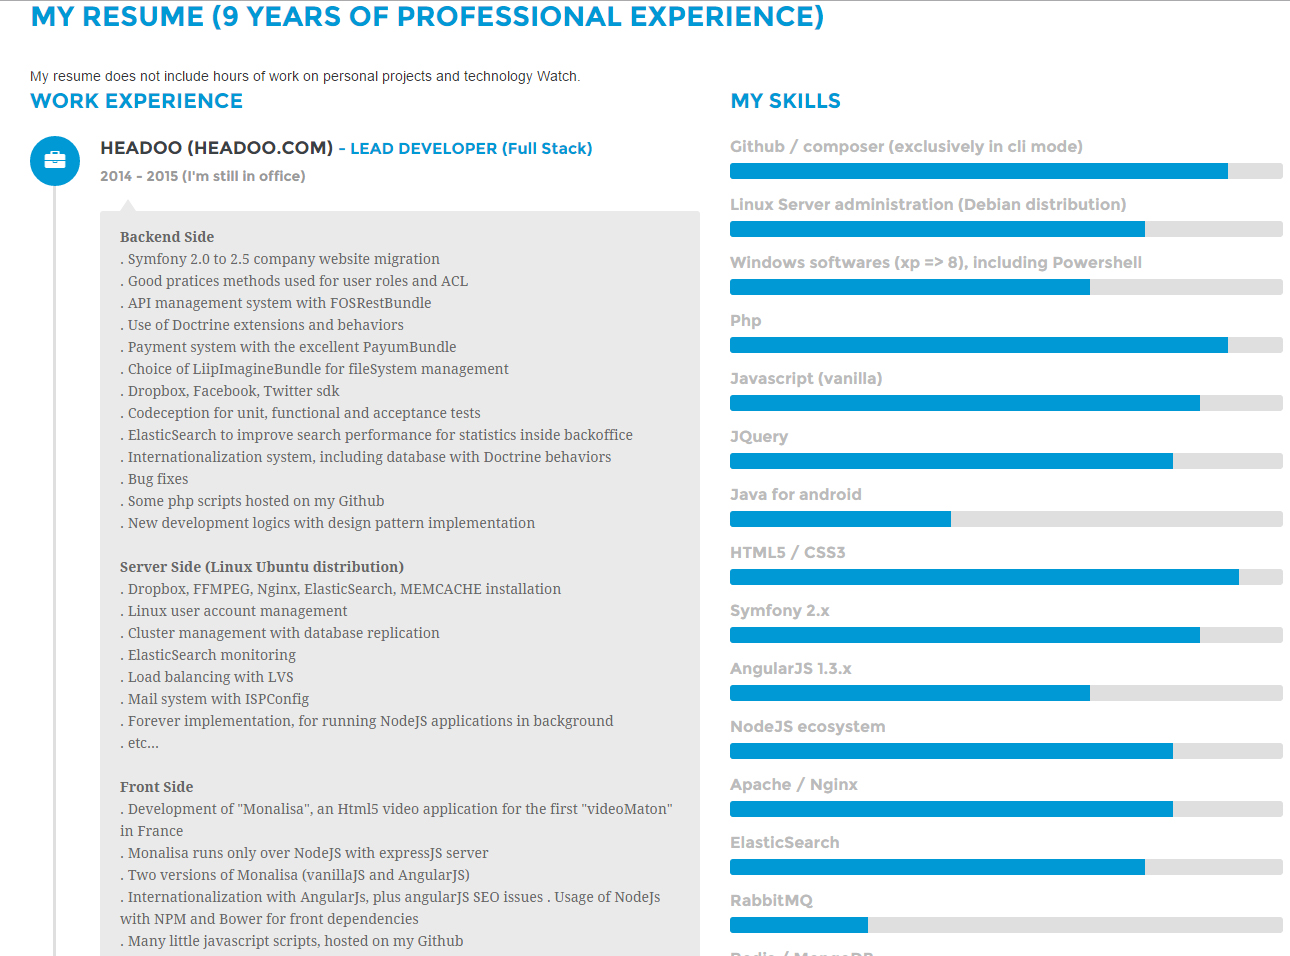 MY RESUME (9 YEARS OF PROFESSIONAL EXPERIENCE)
My resume does not include hours of work on personal projects and technology Watch.
WORK EXPERIENCE
HEADOO (HEADOO.COM) - LEAD DEVELOPER (Full Stack)
2014 - 2015 (I'm still in office)
Backend Side
. Symfony 2.0 to 2.5 company website migration
. Good pratices methods used for user roles and ACL
. API management system with FOSRestBundle
. Use of Doctrine extensions and behaviors
. Payment system with the excellent PayumBundle
. Choice of LiipImagineBundle for fileSystem management
. Dropbox, Facebook, Twitter sdk
. Codeception for unit, functional and acceptance tests
. ElasticSearch to improve search performance for statistics inside backoffice
. Internationalization system, including database with Doctrine behaviors
. Bug fixes
. Some php scripts hosted on my Github
. New development logics with design pattern implementation
Server Side (Linux Ubuntu distribution)
. Dropbox, FFMPEG, Nginx, ElasticSearch, MEMCACHE installation
. Linux user account management
. Cluster management with database replication
. ElasticSearch monitoring
. Load balancing with LVS
. Mail system with ISPConfig
. Forever implementation, for running NodeJS applications in background
. etc...
Front Side
. Development of "Monalisa", an Html5 video application for the first "videoMaton"
in France
. Monalisa runs only over NodeJS with expressJS server
. Two versions of Monalisa (vanillaJS and AngularJS)
. Internationalization with AngularJs, plus angularJS SEO issues . Usage of NodeJs
with NPM and Bower for front dependencies
. Many little javascript scripts, hosted on my Github
MY SKILLS
Github / composer (exclusively in cli mode)
Linux Server administration (Debian distribution)
Windows softwares (xp => 8), including Powershell
Php
Javascript (vanilla)
JQuery
Java for android
HTML5 / CSS3
Symfony 2.x
AngularJS 1.3.x
NodeJS ecosystem
Apache / Nginx
ElasticSearch
RabbitMQ
Redis / MongoDB